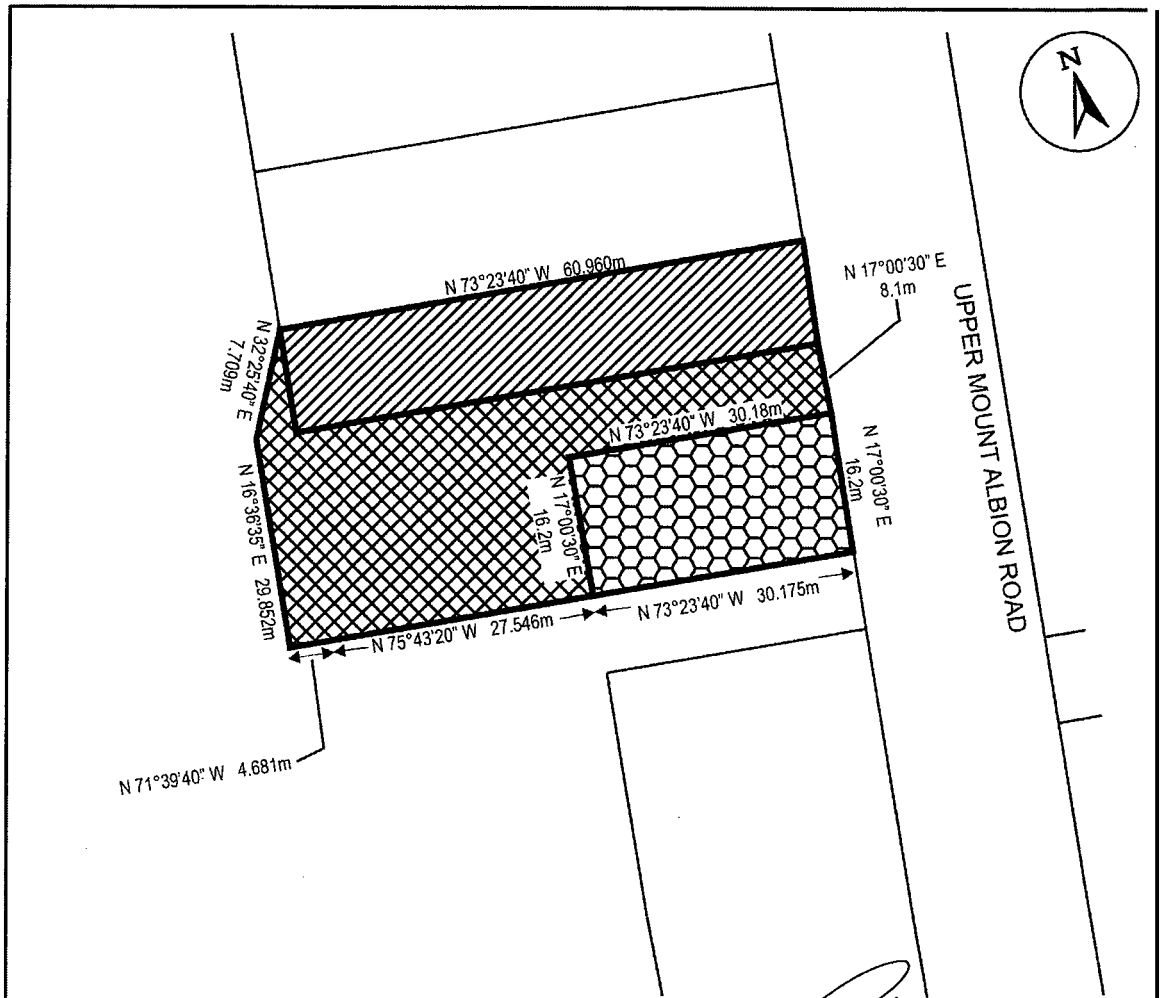 N
N 73°23'40" W 60.960m
N 17°00'30" E
8.1m
N 32°25'40" E
7.709m
UPPER MOUNT ALBION ROAD
N 73°23'40" W 30.18m
N 17°00'30" E
16.2m
N 17°00'30" E
16.2m
N 16°36'35" E 29.852m
N 75°43'20" W 27.546m
N 73°23'40" W 30.175m
N 71°39'40" W 4.681m